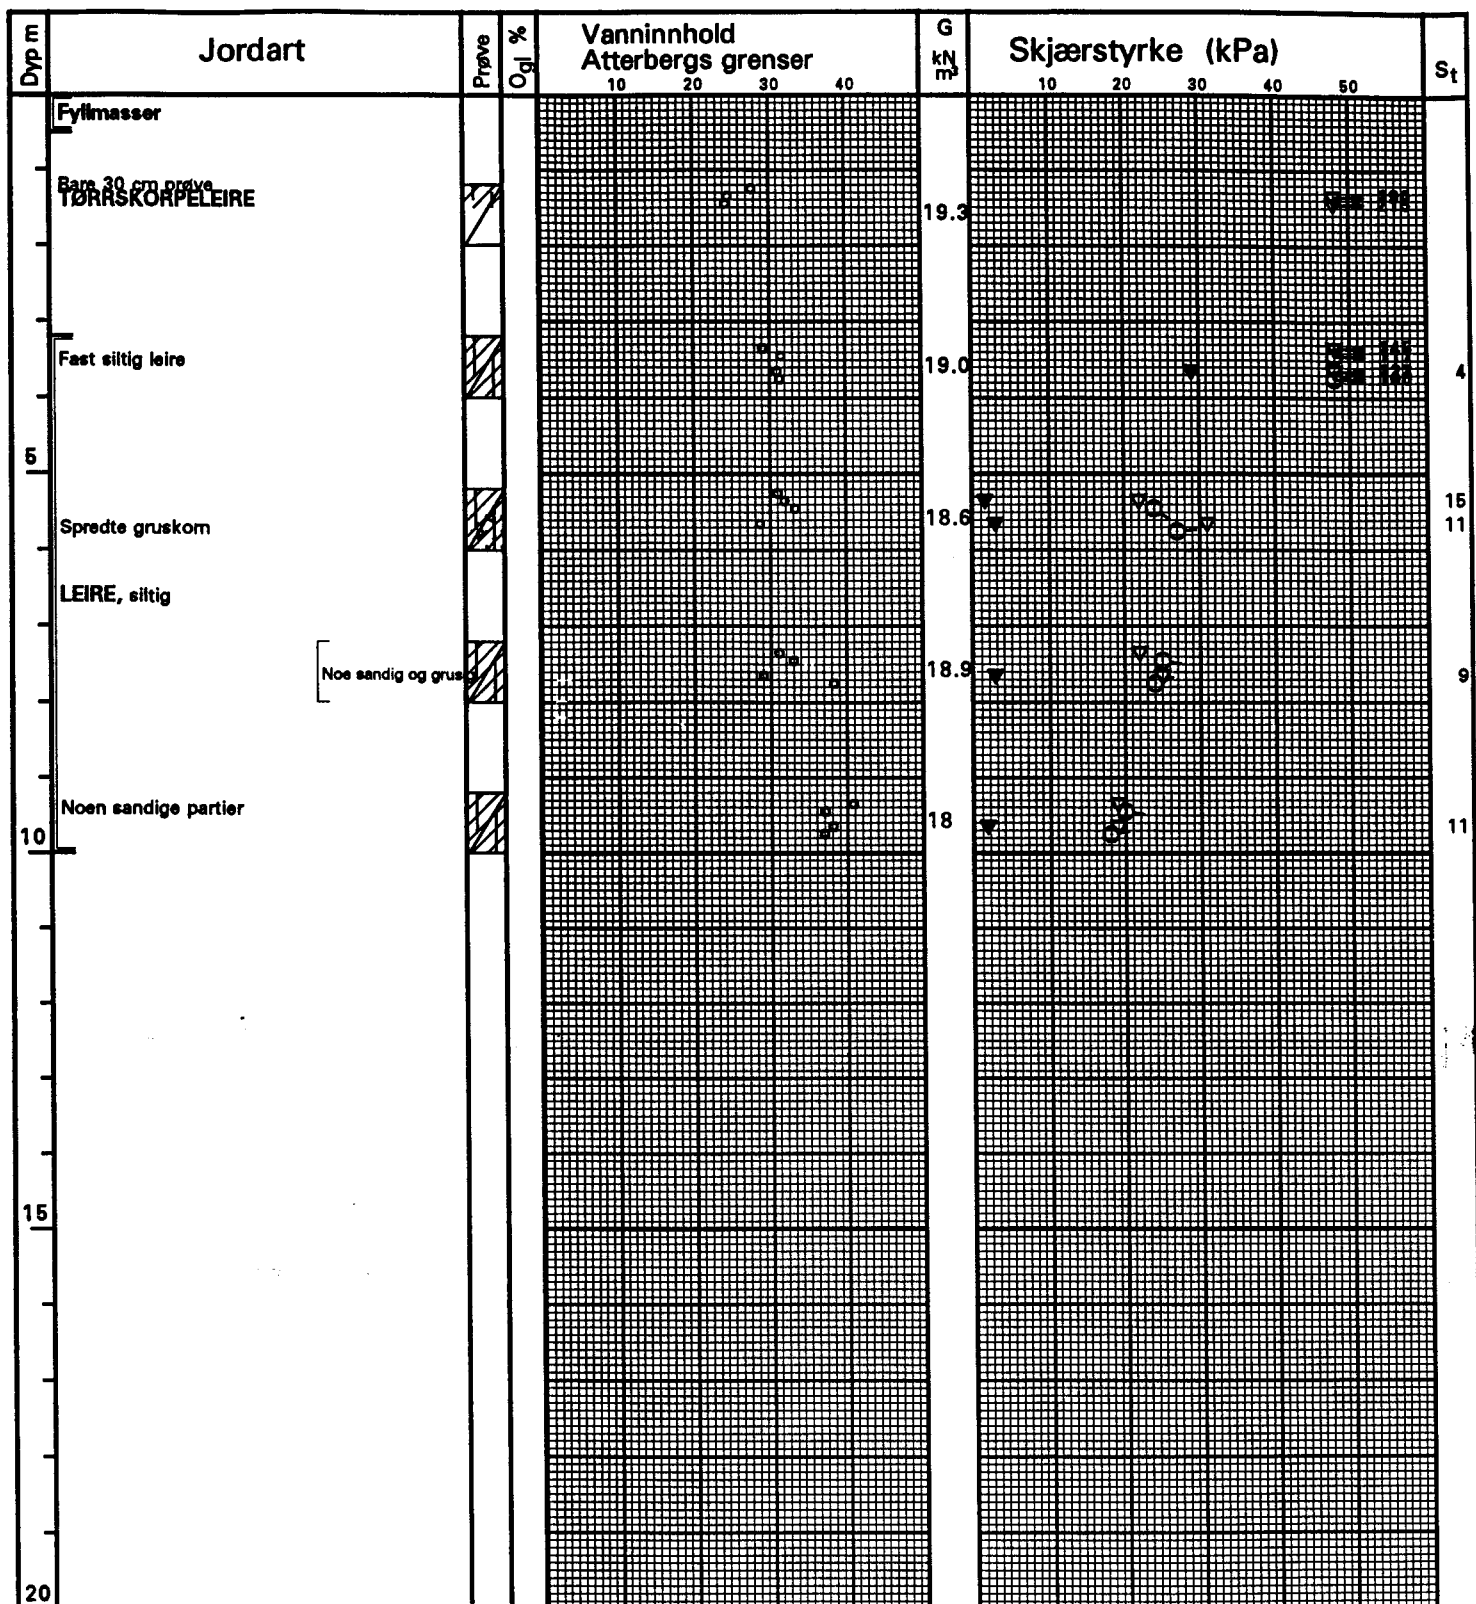 Dyp m
Jordart
Prøve
Ogl %
Vanninnhold
Atterbergs grenser
10 20 30 40
G
kN
m³
Skjærstyrke (kPa)
10 20 30 40 50
St
Fyllmasser
Bare 30 cm prøve
TØRRSKORPELEIRE
19.3
Fast siltig leire
19.0
4
5
15
Spredte gruskorn
18.6
11
LEIRE, siltig
Noe sandig og grusig
18.9
9
Noen sandige partier
10
18
11
15
20